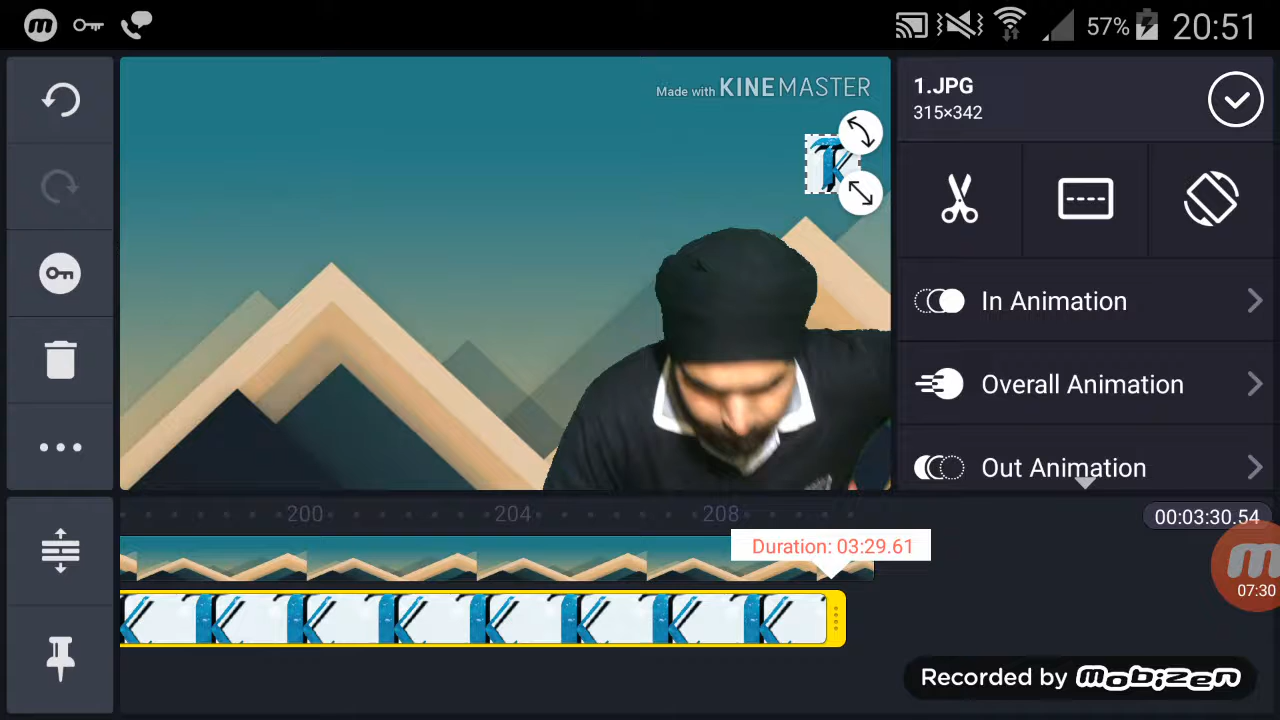 57% 20:51
Made with KINEMASTER
1.JPG
315×342
In Animation
Overall Animation
Out Animation
200 204 208
00:03:30.54
Duration: 03:29.61
07:30
Recorded by mobizen